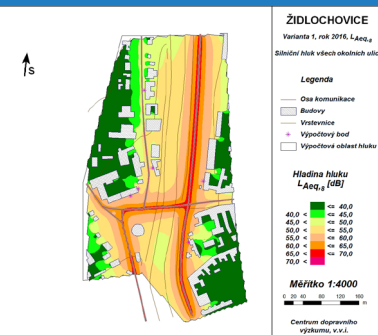 ŽIDLOCHOVICE
Varianta 1, rok 2016, LAeq,s
Silniční hluk všech okolních ulic
S
Legenda
Osa komunikace
Budovy
Vrstevnice
Výpočtový bod
Výpočtová oblast hluku
Hladina hluku
LAeq,s [dB]
<= 40,0
40,0 < <= 45,0
45,0 < <= 50,0
50,0 < <= 55,0
55,0 < <= 60,0
60,0 < <= 65,0
65,0 < <= 70,0
70,0 <
Měřítko 1:4000
0 20 40 80 120 160
m
Centrum dopravního
výzkumu, v.v.i.